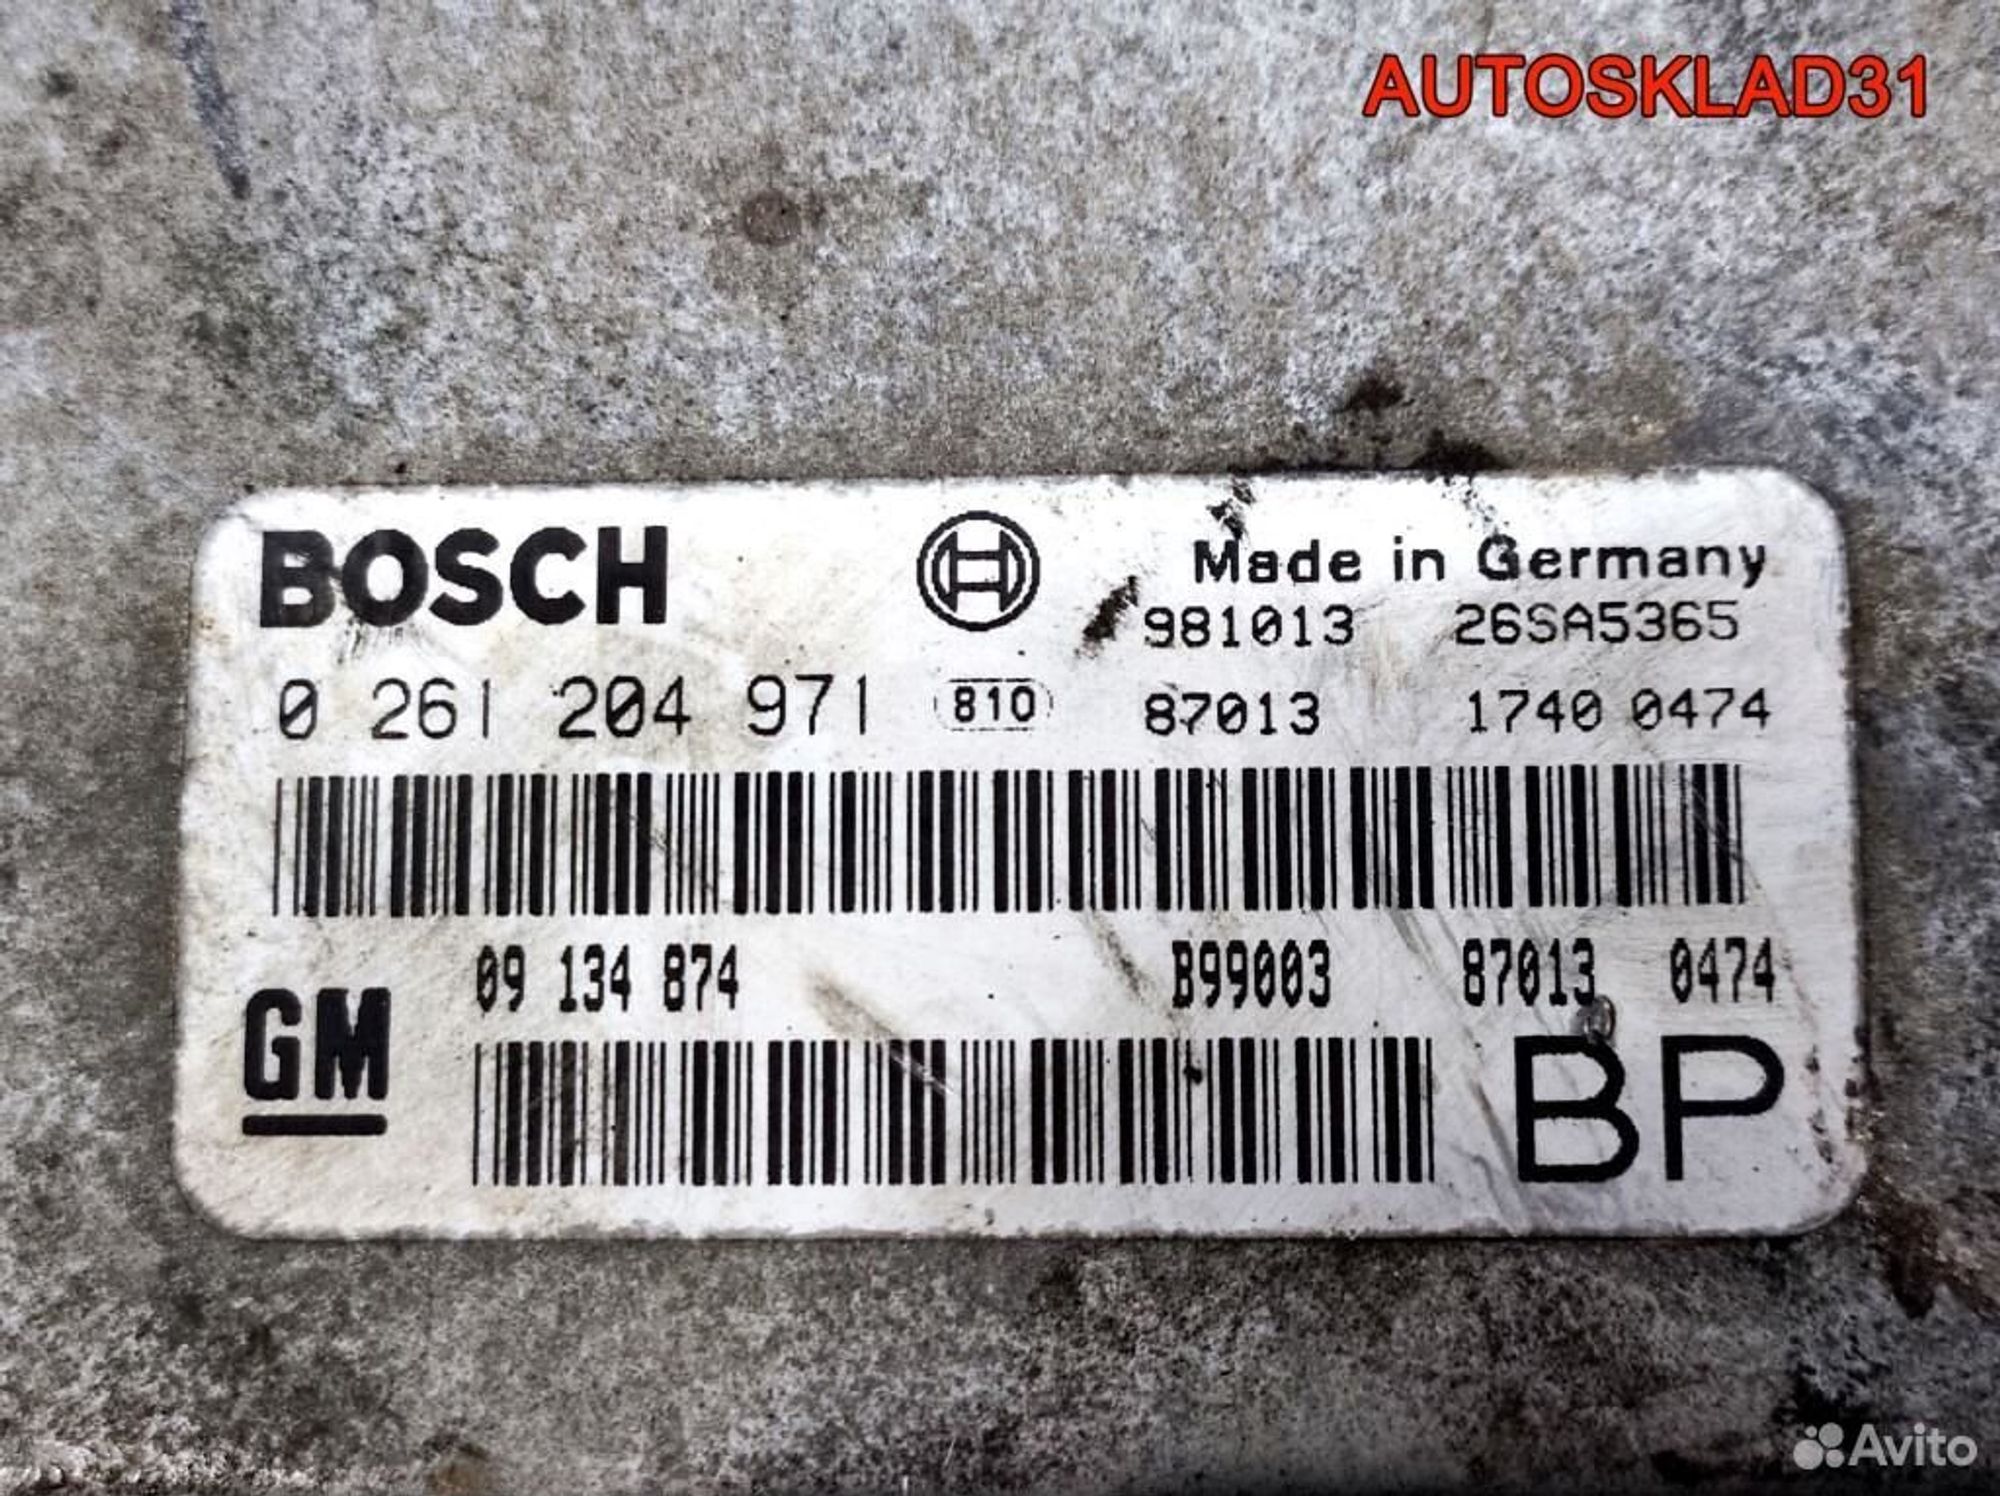 AUTOSKLAD31
BOSCH Made in Germany
981013 26SA5365
0 261 204 971 810 87013 1740 0474
09 134 874 B99003 87013 0474
GM BP
Avito